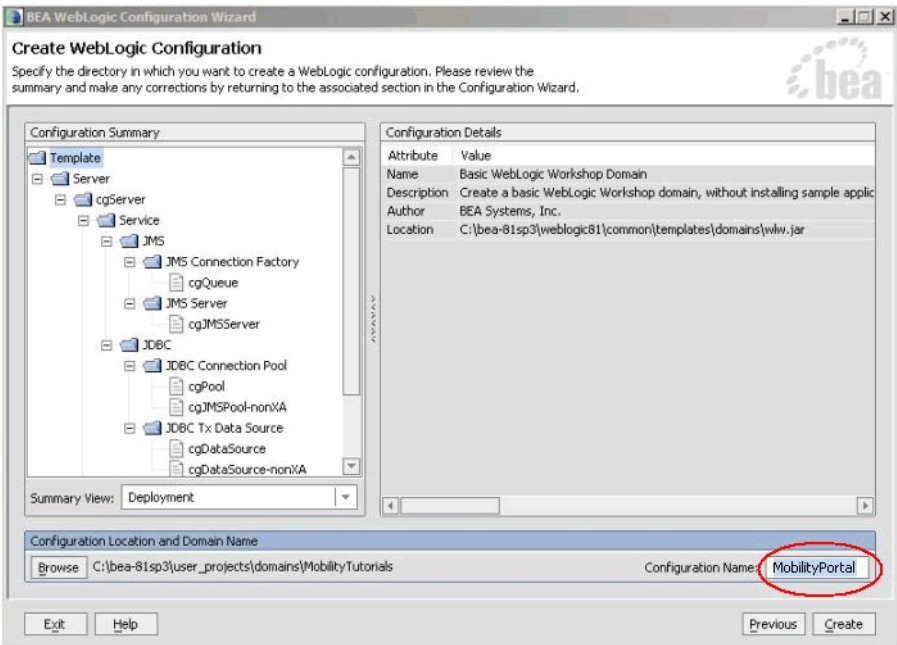 BEA WebLogic Configuration Wizard
Create WebLogic Configuration
Specify the directory in which you want to create a WebLogic configuration. Please review the
summary and make any corrections by returning to the associated section in the Configuration Wizard.
bea
Configuration Summary
Template
Server
cgServer
Service
JMS
JMS Connection Factory
cgQueue
JMS Server
cgJMSServer
JDBC
JDBC Connection Pool
cgPool
cgJMSPool-nonXA
JDBC Tx Data Source
cgDataSource
cgDataSource-nonXA
Summary View: Deployment
Configuration Details
Attribute Value
Name Basic WebLogic Workshop Domain
Description Create a basic WebLogic Workshop domain, without installing sample applic
Author BEA Systems, Inc.
Location C:\bea-81sp3\weblogic81\common\templates\domains\wlw.jar
Configuration Location and Domain Name
Browse C:\bea-81sp3\user_projects\domains\MobilityTutorials Configuration Name: MobilityPortal
Exit Help Previous Create